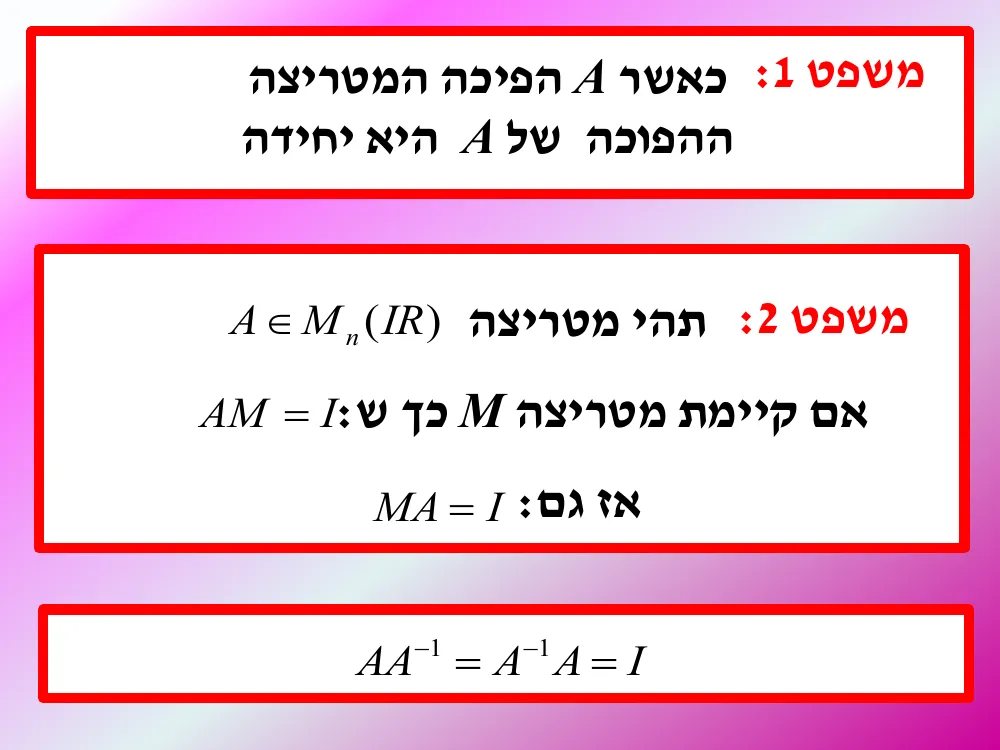 משפט 1: כאשר A הפיכה המטריצה
ההפוכה של A היא יחידה
משפט 2: תהי מטריצה A ∈ M_n(IR)
אם קיימת מטריצה M כך ש: AM = I
אז גם: MA = I
AA⁻¹ = A⁻¹A = I